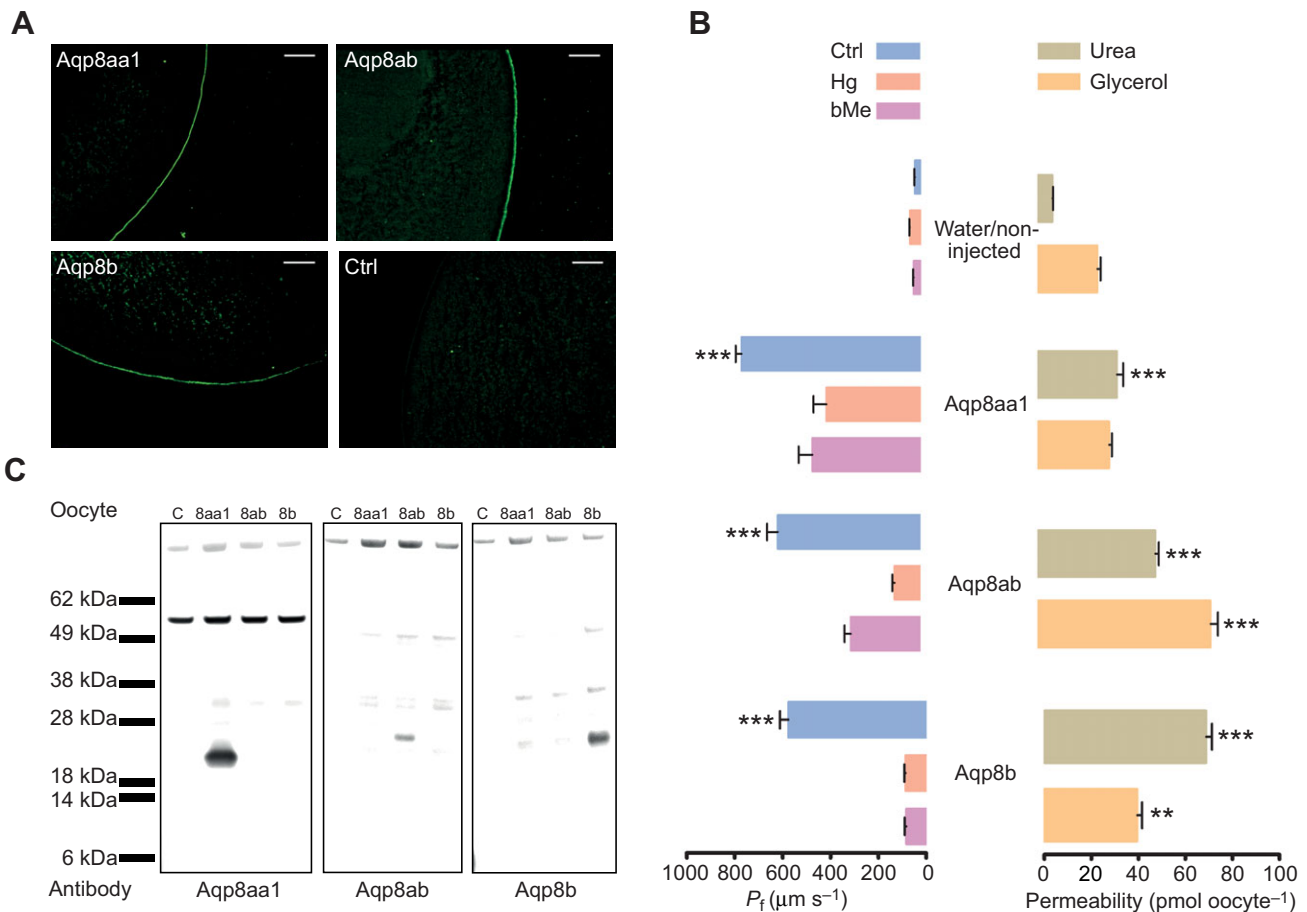 A
Aqp8aa1
Aqp8ab
Aqp8b
Ctrl
B
Ctrl
Hg
bMe
Urea
Glycerol
Water/non-
injected
*** Aqp8aa1 ***
*** Aqp8ab ***
***
*** Aqp8b ***
**
1000 800 600 400 200 0
Pf (μm s–1)
0 20 40 60 80 100
Permeability (pmol oocyte–1)
C
Oocyte
C 8aa1 8ab 8b
C 8aa1 8ab 8b
C 8aa1 8ab 8b
62 kDa
49 kDa
38 kDa
28 kDa
18 kDa
14 kDa
6 kDa
Antibody
Aqp8aa1
Aqp8ab
Aqp8b